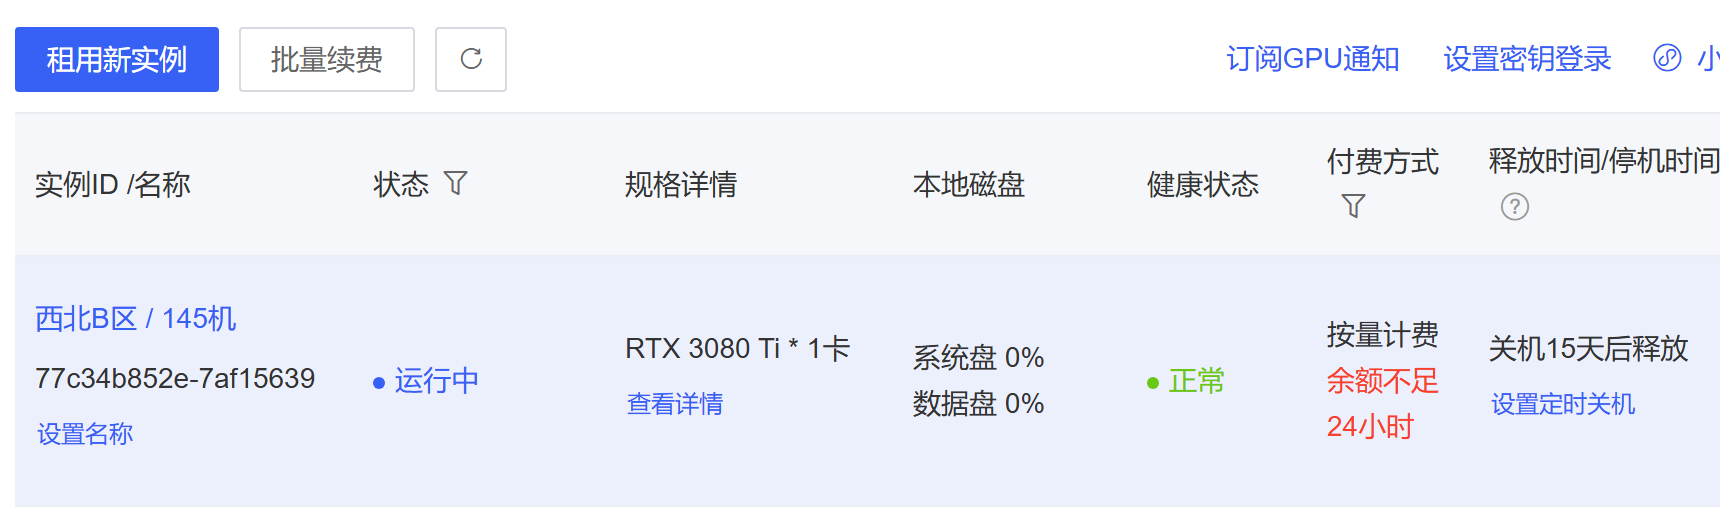 租用新实例 批量续费 订阅GPU通知 设置密钥登录 小
实例ID /名称 状态 规格详情 本地磁盘 健康状态 付费方式 释放时间/停机时间
西北B区 / 145机
77c34b852e-7af15639
设置名称
运行中
RTX 3080 Ti * 1卡
查看详情
系统盘 0%
数据盘 0%
正常
按量计费
余额不足
24小时
关机15天后释放
设置定时关机